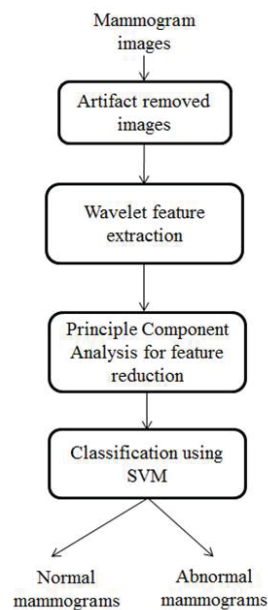 Mammogram
images
Artifact removed
images
Wavelet feature
extraction
Principle Component
Analysis for feature
reduction
Classification using
SVM
Normal
mammograms
Abnormal
mammograms